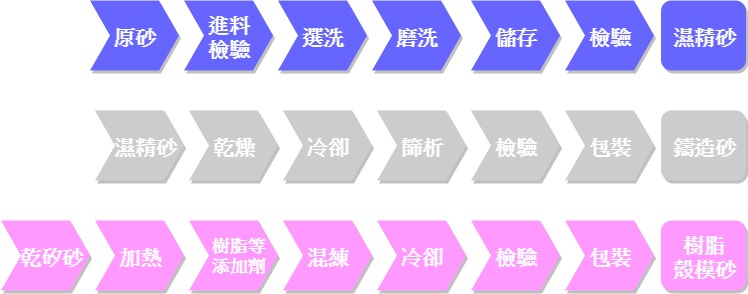 原砂
進料
檢驗
選洗
磨洗
儲存
檢驗
濕精砂
濕精砂
乾燥
冷卻
篩析
檢驗
包裝
鑄造砂
乾矽砂
加熱
樹脂等
添加劑
混練
冷卻
檢驗
包裝
樹脂
殼模砂